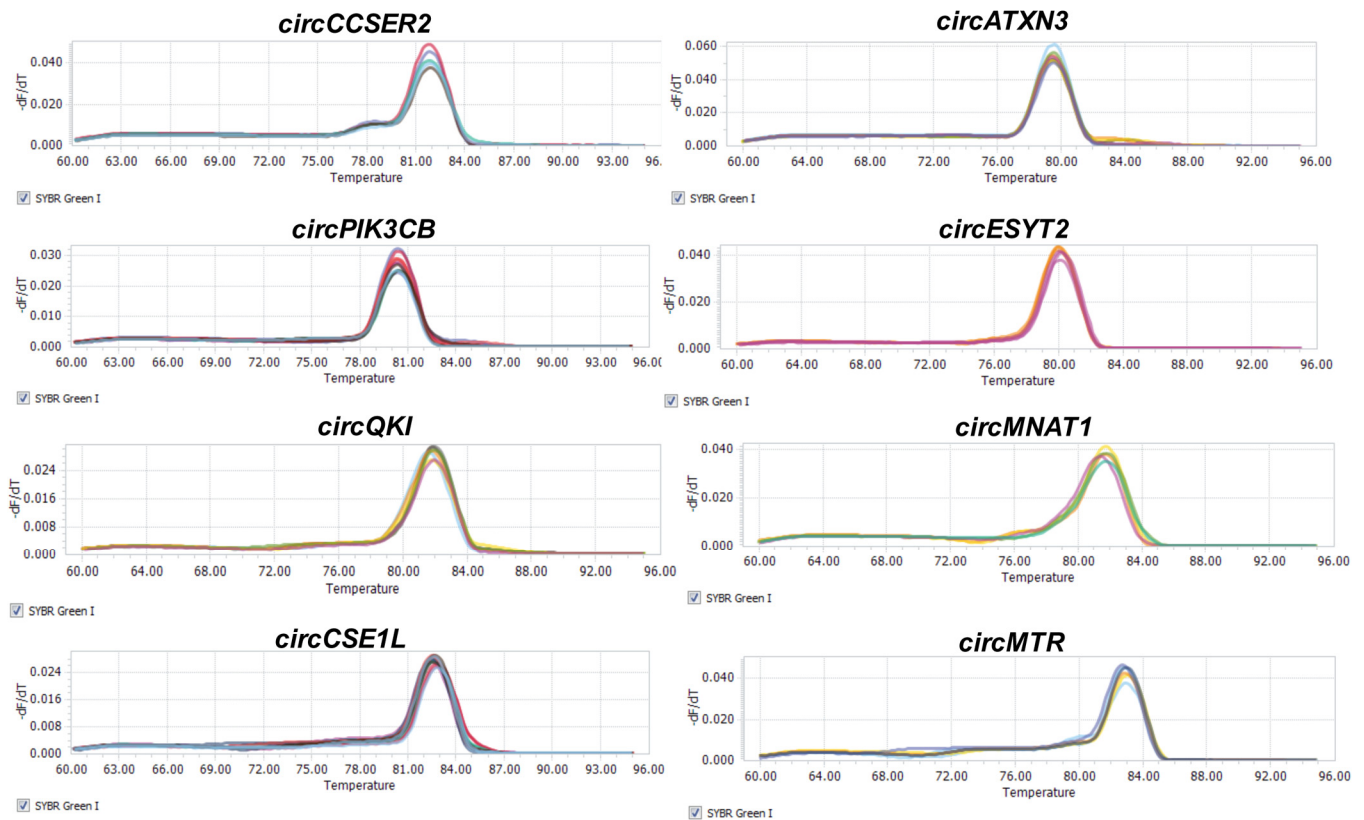 circCCSER2
-dF/dT
0.040
0.020
0.000
60.00 63.00 66.00 69.00 72.00 75.00 78.00 81.00 84.00 87.00 90.00 93.00 96.
Temperature
SYBR Green I
circATXN3
-dF/dT
0.060
0.040
0.020
0.000
60.00 64.00 68.00 72.00 76.00 80.00 84.00 88.00 92.00 96.00
Temperature
SYBR Green I
circPIK3CB
-dF/dT
0.030
0.020
0.010
0.000
60.00 63.00 66.00 69.00 72.00 75.00 78.00 81.00 84.00 87.00 90.00 93.00 96.00
Temperature
SYBR Green I
circESYT2
-dF/dT
0.040
0.020
0.000
60.00 64.00 68.00 72.00 76.00 80.00 84.00 88.00 92.00 96.00
Temperature
SYBR Green I
circQKI
-dF/dT
0.024
0.016
0.008
0.000
60.00 64.00 68.00 72.00 76.00 80.00 84.00 88.00 92.00 96.00
Temperature
SYBR Green I
circMNAT1
-dF/dT
0.040
0.020
0.000
60.00 64.00 68.00 72.00 76.00 80.00 84.00 88.00 92.00 96.00
Temperature
SYBR Green I
circCSE1L
-dF/dT
0.024
0.016
0.008
0.000
60.00 63.00 66.00 69.00 72.00 75.00 78.00 81.00 84.00 87.00 90.00 93.00 96.00
Temperature
SYBR Green I
circMTR
-dF/dT
0.040
0.020
0.000
60.00 64.00 68.00 72.00 76.00 80.00 84.00 88.00 92.00 96.00
Temperature
SYBR Green I